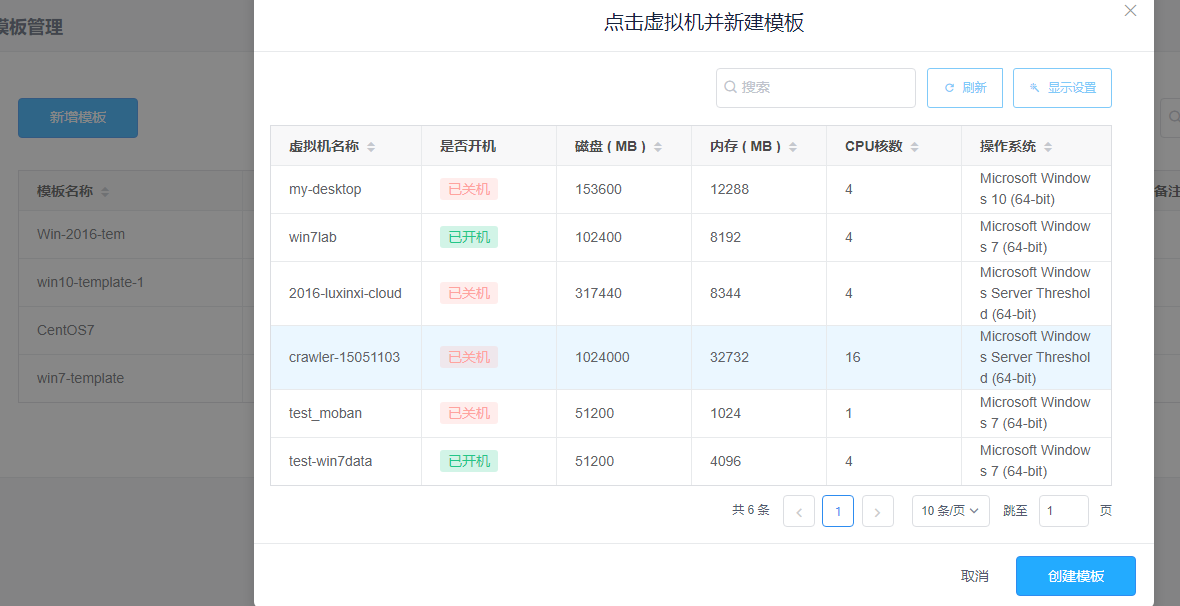 模板管理
点击虚拟机并新建模板
搜索
刷新
显示设置
新增模板
虚拟机名称
是否开机
磁盘 ( MB )
内存 ( MB )
CPU核数
操作系统
my-desktop
已关机
153600
12288
4
Microsoft Window
s 10 (64-bit)
win7lab
已开机
102400
8192
4
Microsoft Window
s 7 (64-bit)
2016-luxinxi-cloud
已关机
317440
8344
4
Microsoft Window
s Server Threshol
d (64-bit)
crawler-15051103
已关机
1024000
32732
16
Microsoft Window
s Server Threshol
d (64-bit)
test_moban
已关机
51200
1024
1
Microsoft Window
s 7 (64-bit)
test-win7data
已开机
51200
4096
4
Microsoft Window
s 7 (64-bit)
共 6 条
1
10 条/页
跳至
1
页
取消
创建模板
模板名称
备注
Win-2016-tem
win10-template-1
CentOS7
win7-template